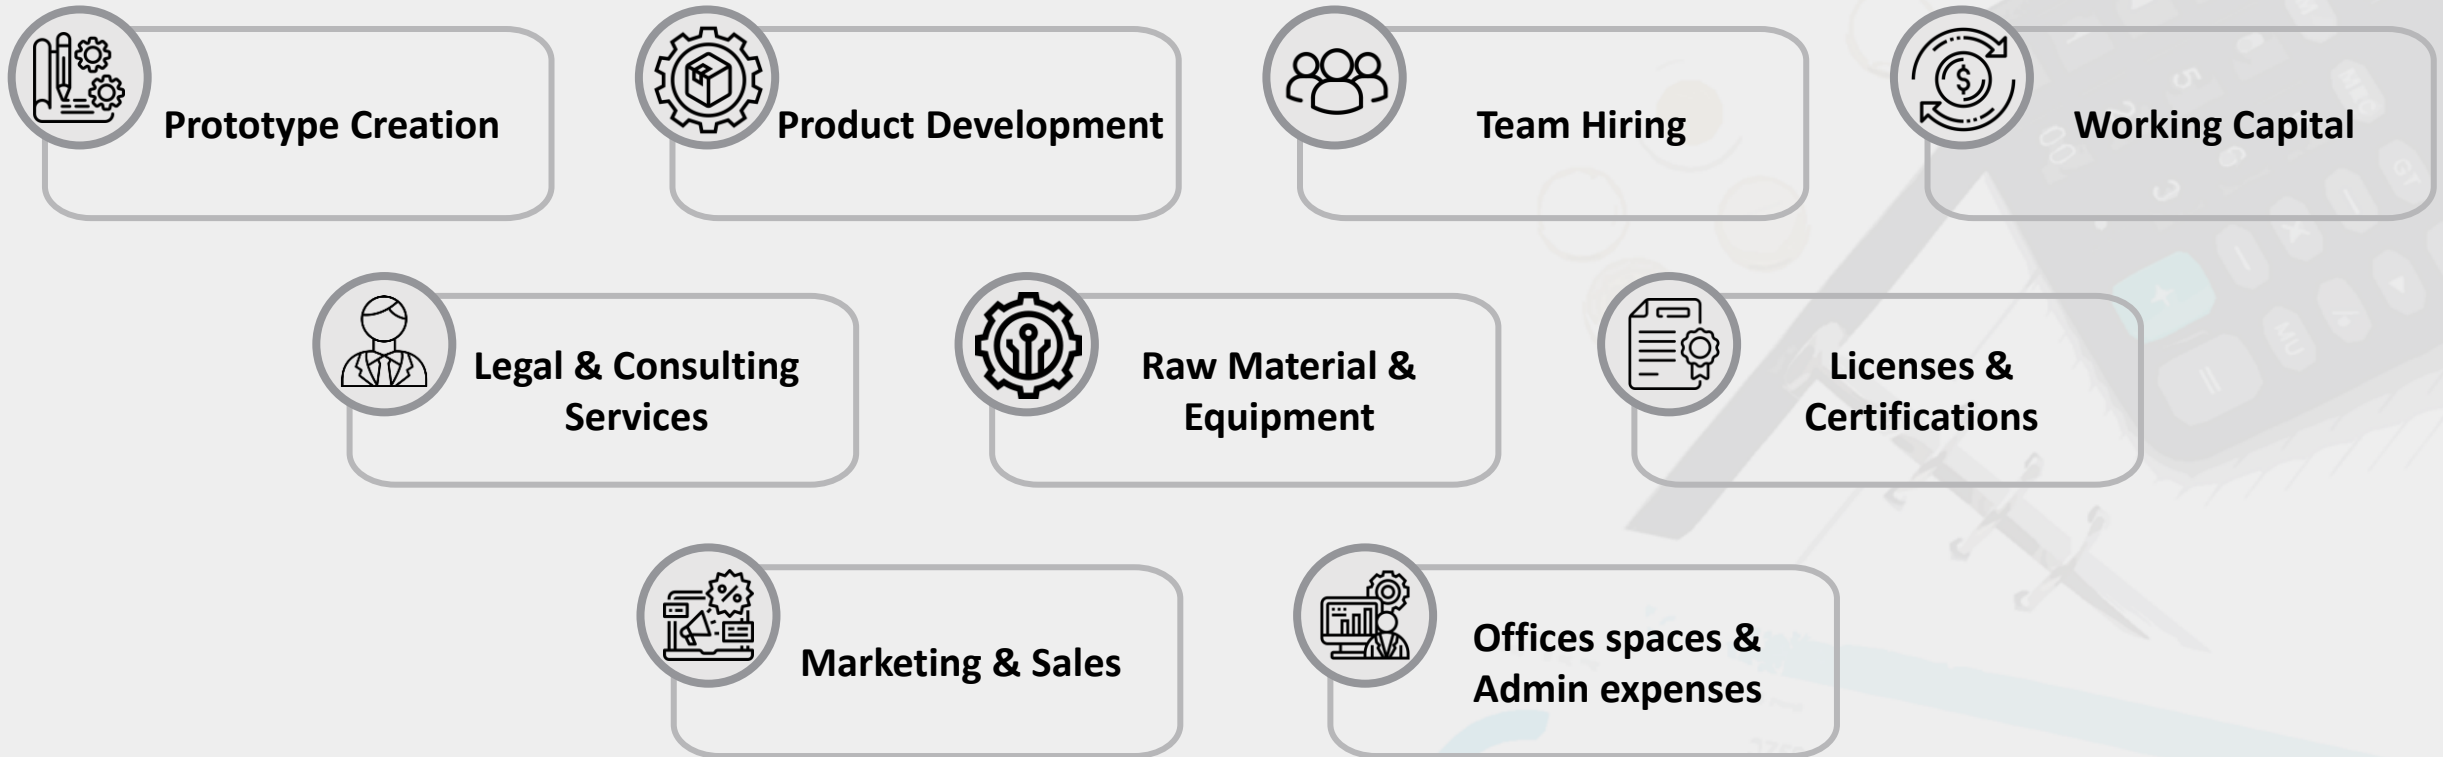 Prototype Creation
Product Development
Team Hiring
Working Capital
Legal & Consulting
Services
Raw Material &
Equipment
Licenses &
Certifications
Marketing & Sales
Offices spaces &
Admin expenses